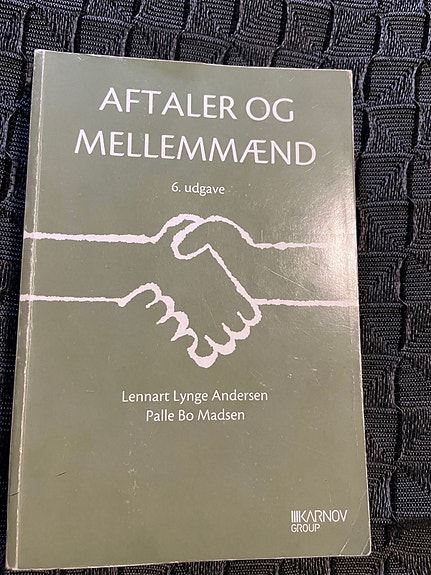 AFTALER OG
MELLEMMÆND
6. udgave
Lennart Lynge Andersen
Palle Bo Madsen
KARNOV
GROUP